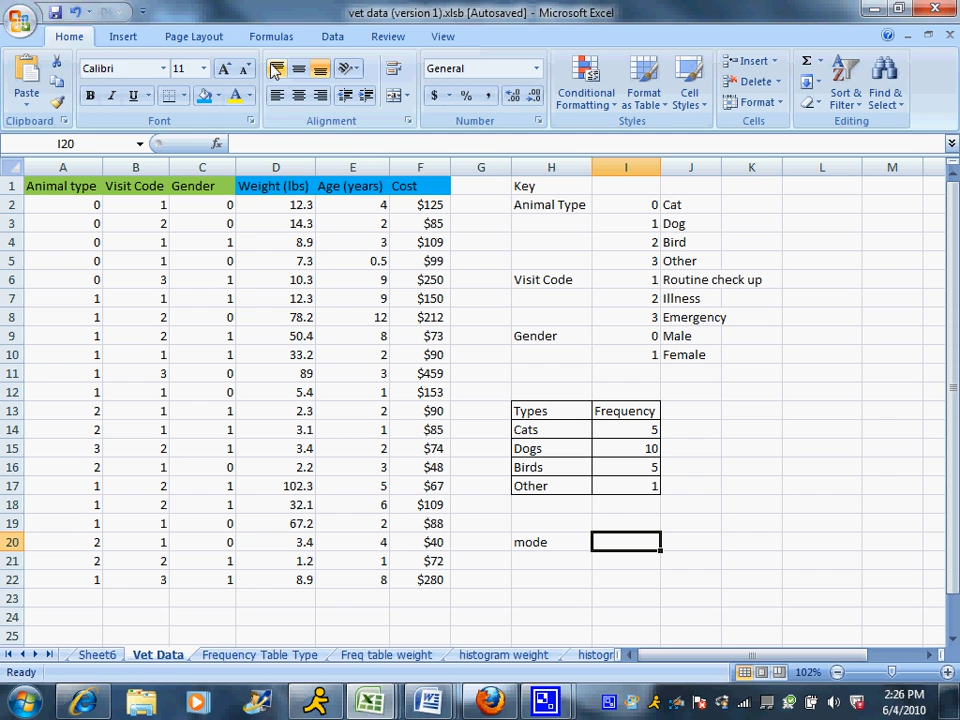 vet data (version 1).xlsb [Autosaved] - Microsoft Excel
Home Insert Page Layout Formulas Data Review View
Calibri 11 A A General Insert Σ
Paste B I U A $ % , Conditional Formatting Format as Table Cell Styles Delete Format Sort & Filter Find & Select
Clipboard Font Alignment Number Styles Cells Editing
I20 fx
A B C D E F G H I J K L M
1 Animal type Visit Code Gender Weight (lbs) Age (years) Cost Key
2 0 1 0 12.3 4 $125 Animal Type 0 Cat
3 0 2 0 14.3 2 $85 1 Dog
4 0 1 1 8.9 3 $109 2 Bird
5 0 1 0 7.3 0.5 $99 3 Other
6 0 3 1 10.3 9 $250 Visit Code 1 Routine check up
7 1 1 1 12.3 9 $150 2 Illness
8 1 2 0 78.2 12 $212 3 Emergency
9 1 2 1 50.4 8 $73 Gender 0 Male
10 1 1 1 33.2 2 $90 1 Female
11 1 3 0 89 3 $459
12 1 1 0 5.4 1 $153
13 2 1 1 2.3 2 $90 Types Frequency
14 2 1 1 3.1 1 $85 Cats 5
15 3 2 1 3.4 2 $74 Dogs 10
16 2 1 0 2.2 3 $48 Birds 5
17 1 2 1 102.3 5 $67 Other 1
18 1 2 1 32.1 6 $109
19 1 1 0 67.2 2 $88
20 2 1 0 3.4 4 $40 mode
21 2 2 1 1.2 1 $72
22 1 3 1 8.9 8 $280
23
24
25
Sheet6 Vet Data Frequency Table Type Freq table weight histogram weight histogr
Ready 102%
2:26 PM
6/4/2010